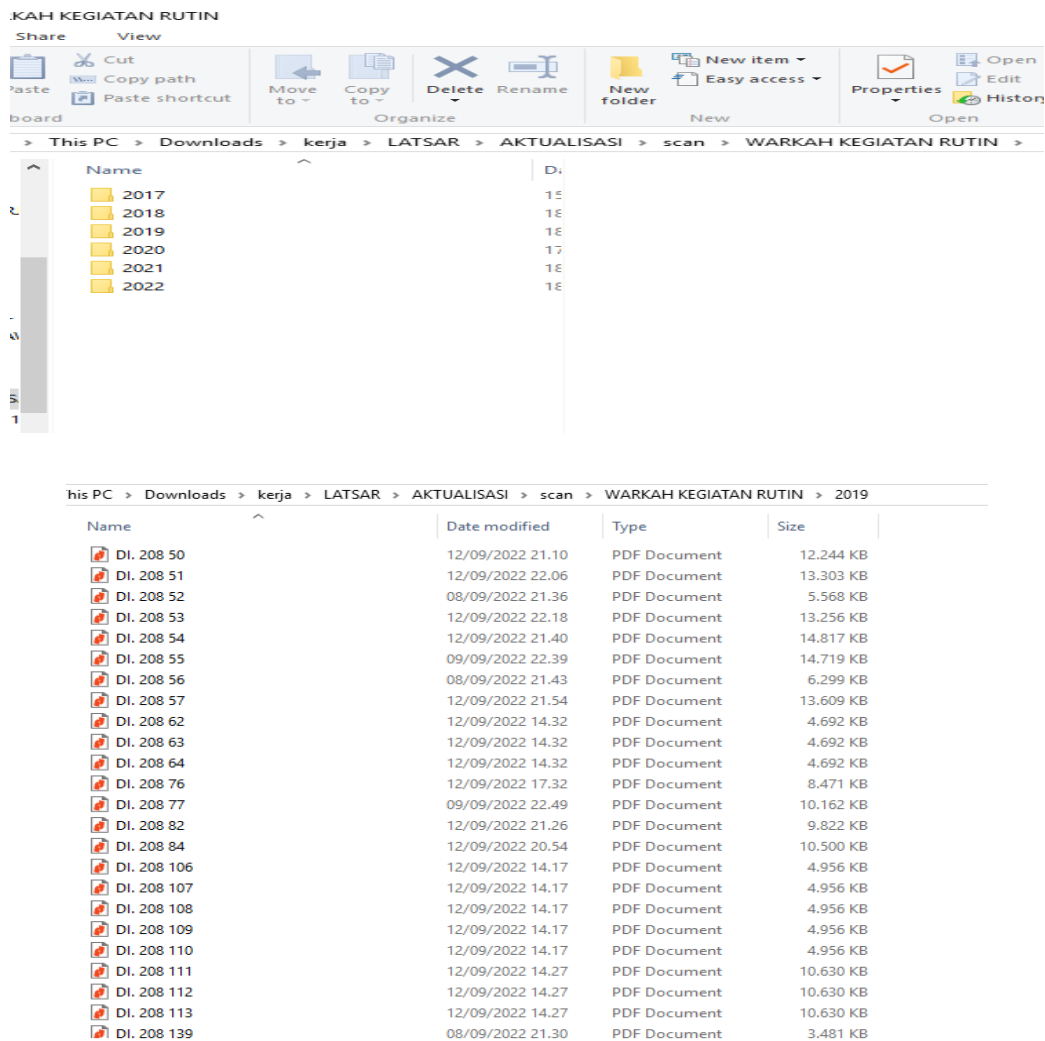 KAH KEGIATAN RUTIN
Share View
Cut
Copy path
Paste shortcut
Move to
Copy to
Delete
Rename
New folder
New item
Easy access
Properties
Open
Edit
History
Organize New Open
> This PC > Downloads > kerja > LATSAR > AKTUALISASI > scan > WARKAH KEGIATAN RUTIN >
Name
2017 15
2018 18
2019 18
2020 17
2021 18
2022 18
his PC > Downloads > kerja > LATSAR > AKTUALISASI > scan > WARKAH KEGIATAN RUTIN > 2019
Name Date modified Type Size
DI. 208 50 12/09/2022 21.10 PDF Document 12.244 KB
DI. 208 51 12/09/2022 22.06 PDF Document 13.303 KB
DI. 208 52 08/09/2022 21.36 PDF Document 5.568 KB
DI. 208 53 12/09/2022 22.18 PDF Document 13.256 KB
DI. 208 54 12/09/2022 21.40 PDF Document 14.817 KB
DI. 208 55 09/09/2022 22.39 PDF Document 14.719 KB
DI. 208 56 08/09/2022 21.43 PDF Document 6.299 KB
DI. 208 57 12/09/2022 21.54 PDF Document 13.609 KB
DI. 208 62 12/09/2022 14.32 PDF Document 4.692 KB
DI. 208 63 12/09/2022 14.32 PDF Document 4.692 KB
DI. 208 64 12/09/2022 14.32 PDF Document 4.692 KB
DI. 208 76 12/09/2022 17.32 PDF Document 8.471 KB
DI. 208 77 09/09/2022 22.49 PDF Document 10.162 KB
DI. 208 82 12/09/2022 21.26 PDF Document 9.822 KB
DI. 208 84 12/09/2022 20.54 PDF Document 10.500 KB
DI. 208 106 12/09/2022 14.17 PDF Document 4.956 KB
DI. 208 107 12/09/2022 14.17 PDF Document 4.956 KB
DI. 208 108 12/09/2022 14.17 PDF Document 4.956 KB
DI. 208 109 12/09/2022 14.17 PDF Document 4.956 KB
DI. 208 110 12/09/2022 14.17 PDF Document 4.956 KB
DI. 208 111 12/09/2022 14.27 PDF Document 10.630 KB
DI. 208 112 12/09/2022 14.27 PDF Document 10.630 KB
DI. 208 113 12/09/2022 14.27 PDF Document 10.630 KB
DI. 208 139 08/09/2022 21.30 PDF Document 3.481 KB